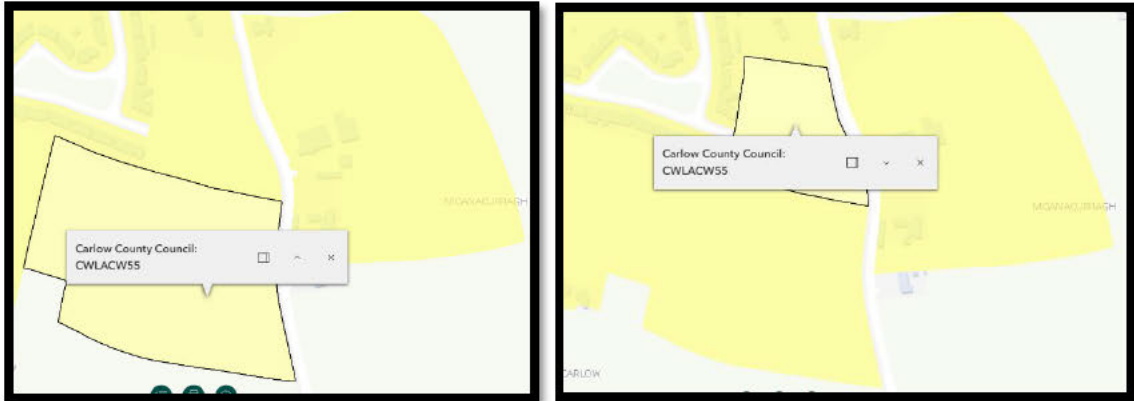 Carlow County Council:
CWLACW55
MOANACURRAGH
Carlow County Council:
CWLACW55
MOANACURRAGH
CARLOW